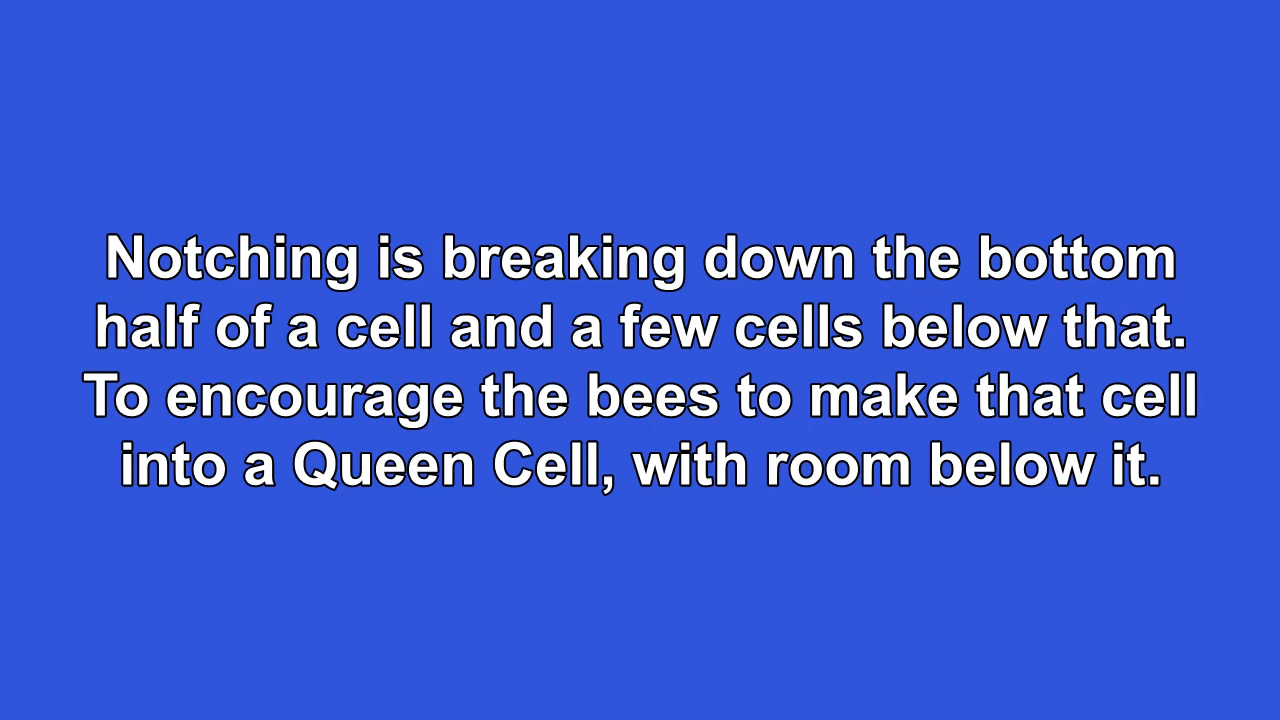 Notching is breaking down the bottom
half of a cell and a few cells below that.
To encourage the bees to make that cell
into a Queen Cell, with room below it.